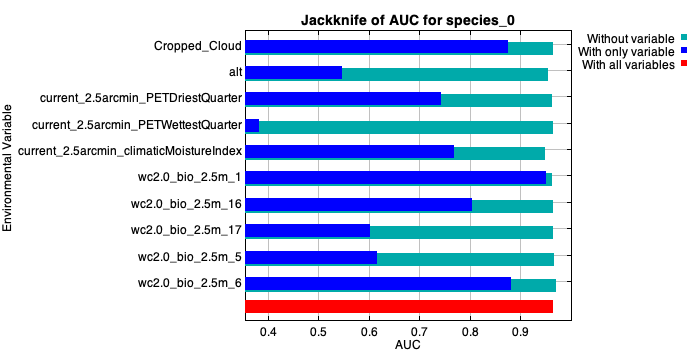 Jackknife of AUC for species_0
Without variable
With only variable
With all variables
Environmental Variable
Cropped_Cloud
alt
current_2.5arcmin_PETDriestQuarter
current_2.5arcmin_PETWettestQuarter
current_2.5arcmin_climaticMoistureIndex
wc2.0_bio_2.5m_1
wc2.0_bio_2.5m_16
wc2.0_bio_2.5m_17
wc2.0_bio_2.5m_5
wc2.0_bio_2.5m_6
0.4 0.5 0.6 0.7 0.8 0.9
AUC